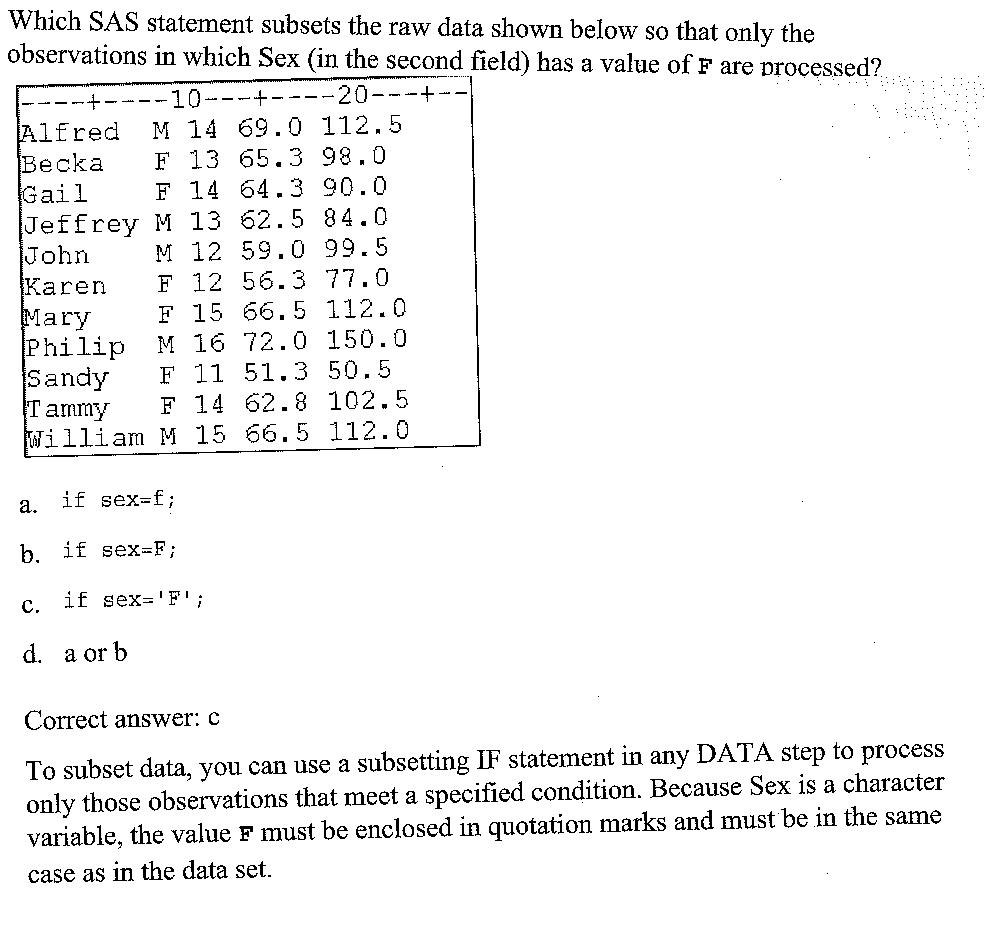 Which SAS statement subsets the raw data shown below so that only the
observations in which Sex (in the second field) has a value of F are processed?
----+----10---+----20---+--
Alfred M 14 69.0 112.5
Becka F 13 65.3 98.0
Gail F 14 64.3 90.0
Jeffrey M 13 62.5 84.0
John M 12 59.0 99.5
Karen F 12 56.3 77.0
Mary F 15 66.5 112.0
Philip M 16 72.0 150.0
Sandy F 11 51.3 50.5
Tammy F 14 62.8 102.5
William M 15 66.5 112.0
a. if sex=f;
b. if sex=F;
c. if sex='F';
d. a or b
Correct answer: c
To subset data, you can use a subsetting IF statement in any DATA step to process
only those observations that meet a specified condition. Because Sex is a character
variable, the value F must be enclosed in quotation marks and must be in the same
case as in the data set.